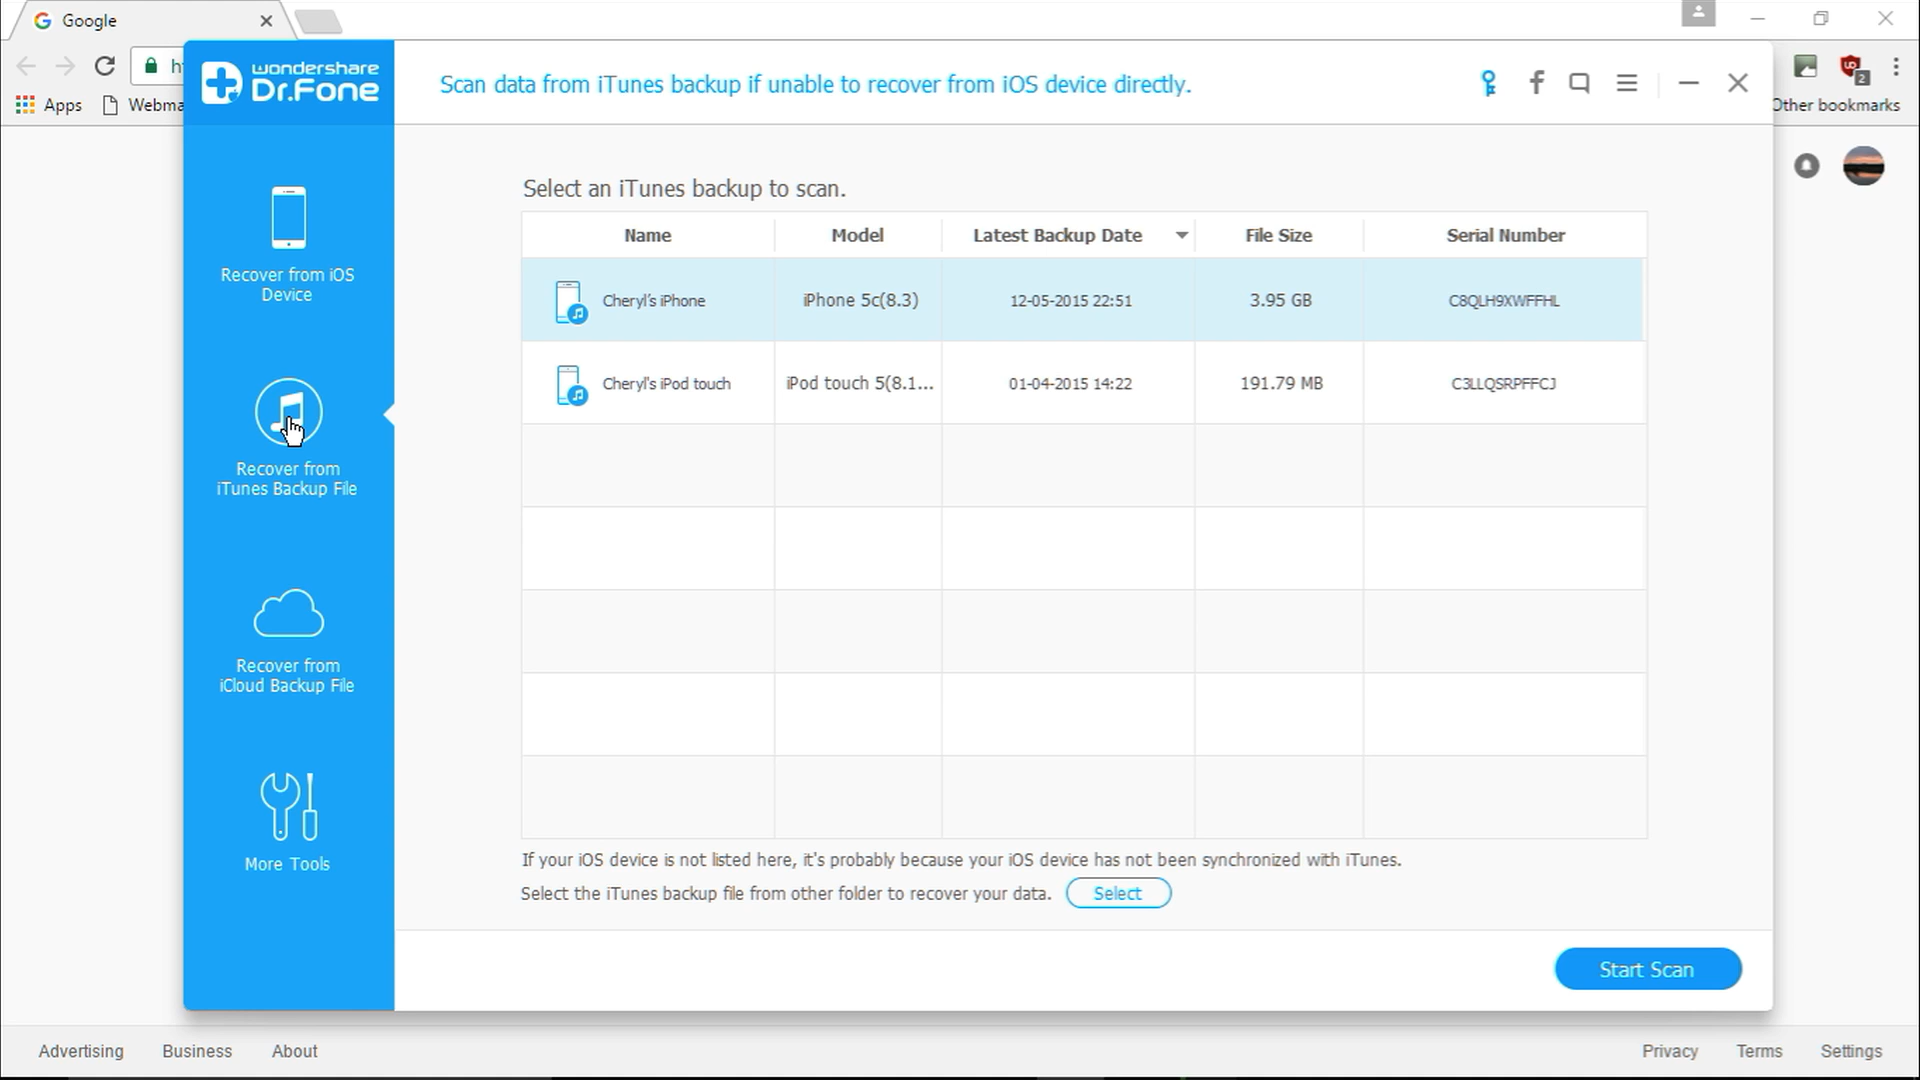 Google
h
Apps
Webma
Other bookmarks
2
wondershare
Dr.Fone
Scan data from iTunes backup if unable to recover from iOS device directly.
Recover from iOS
Device
Recover from
iTunes Backup File
Recover from
iCloud Backup File
More Tools
Select an iTunes backup to scan.
Name Model Latest Backup Date File Size Serial Number
Cheryl's iPhone iPhone 5c(8.3) 12-05-2015 22:51 3.95 GB C8QLH9XWFFHL
Cheryl's iPod touch iPod touch 5(8.1... 01-04-2015 14:22 191.79 MB C3LLQSRPFFCJ
If your iOS device is not listed here, it's probably because your iOS device has not been synchronized with iTunes.
Select the iTunes backup file from other folder to recover your data. Select
Start Scan
Advertising Business About Privacy Terms Settings